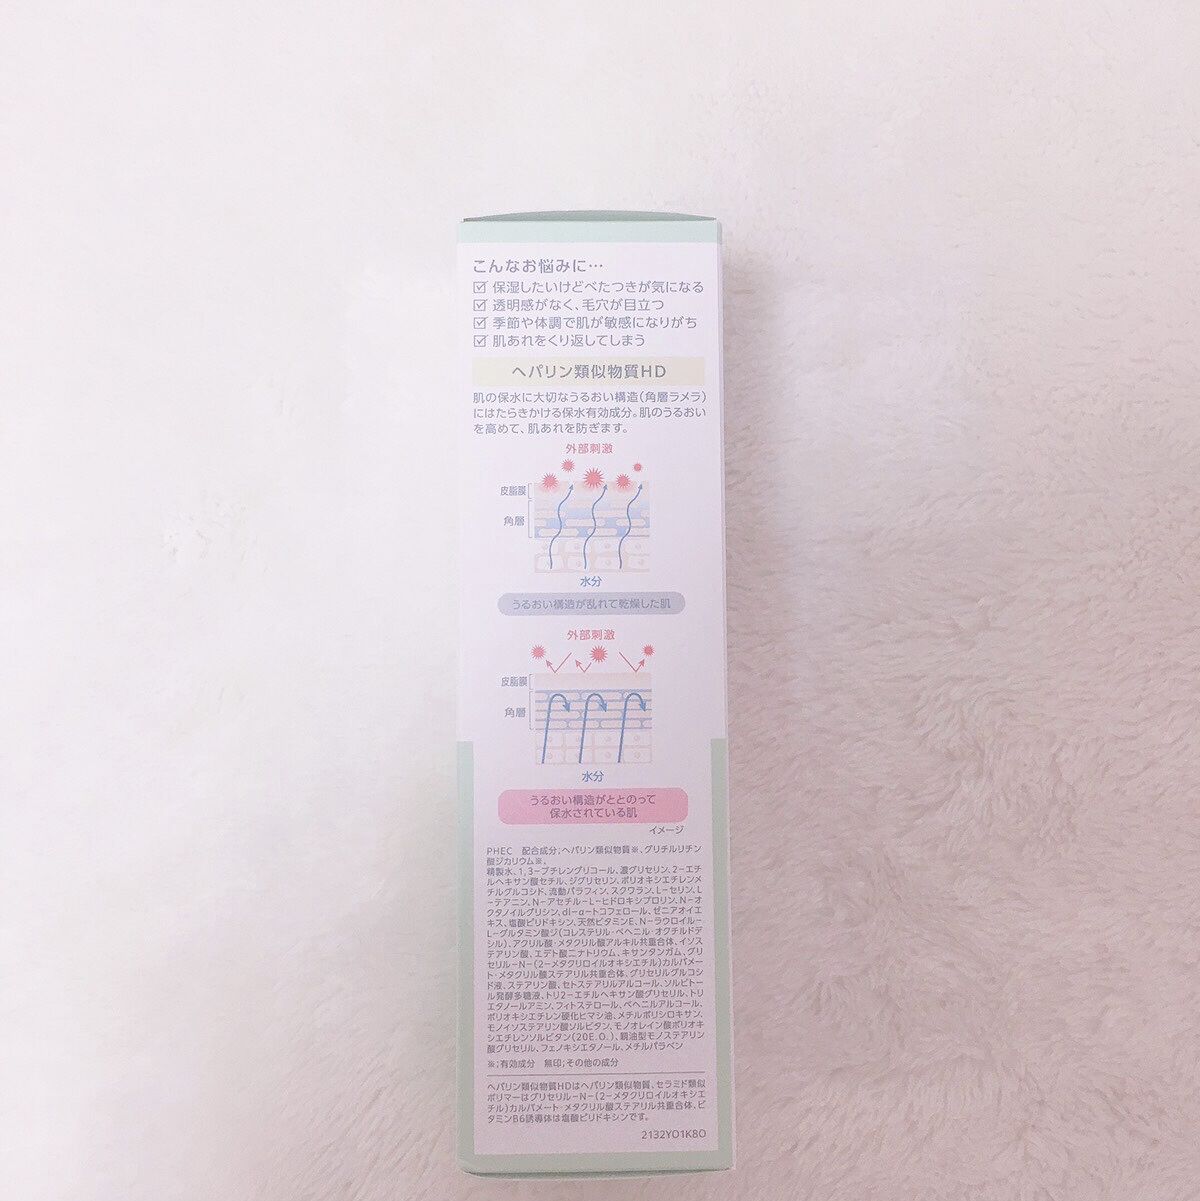 こんなお悩みに…
☑ 保湿したいけどべたつきが気になる
☑ 透明感がなく、毛穴が目立つ
☑ 季節や体調で肌が敏感になりがち
☑ 肌あれをくり返してしまう
ヘパリン類似物質HD
肌の保水に大切なうるおい構造(角層ラメラ)
にはたらきかける保水有効成分。肌のうるおい
を高めて、肌あれを防ぎます。
外部刺激
皮脂膜
角層
水分
うるおい構造が乱れて乾燥した肌
外部刺激
皮脂膜
角層
水分
うるおい構造がととのって
保水されている肌
イメージ
PHEC 配合成分;ヘパリン類似物質※、グリチルリチン
酸ジカリウム※、
精製水、1,3-ブチレングリコール、濃グリセリン、2-エチ
ルヘキサン酸セチル、ジグリセリン、ポリオキシエチレンメ
チルグルコシド、流動パラフィン、スクワラン、L-セリン、L
-テアニン、N-アセチル-L-ヒドロキシプロリン、N-オ
クタノイルグリシン、dl-α-トコフェロール、ゼニアオイエ
キス、塩酸ピリドキシン、天然ビタミンE、N-ラウロイル-
L-グルタミン酸ジ(コレステリル・ベヘニル・オクチルドデ
シル)、アクリル酸・メタクリル酸アルキル共重合体、イソス
テアリン酸、エデト酸二ナトリウム、キサンタンガム、グリ
セリル-N-(2-メタクリロイルオキシエチル)カルバメー
ト・メタクリル酸ステアリル共重合体、グリセリルグルコシ
ド液、ステアリン酸、セトステアリルアルコール、ソルビトー
ル発酵多糖液、トリ2-エチルヘキサン酸グリセリル、トリ
エタノールアミン、フィトステロール、ベヘニルアルコール、
ポリオキシエチレン硬化ヒマシ油、メチルポリシロキサン、
モノイソステアリン酸ソルビタン、モノオレイン酸ポリオキ
シエチレンソルビタン(20E.O.)、親油型モノステアリン
酸グリセリル、フェノキシエタノール、メチルパラベン
※;有効成分 無印;その他の成分
ヘパリン類似物質HDはヘパリン類似物質、セラミド類似
ポリマーはグリセリル-N-(2-メタクリロイルオキシエ
チル)カルバメート・メタクリル酸ステアリル共重合体、ビ
タミンB6誘導体は塩酸ピリドキシンです。
2132YO1K8O